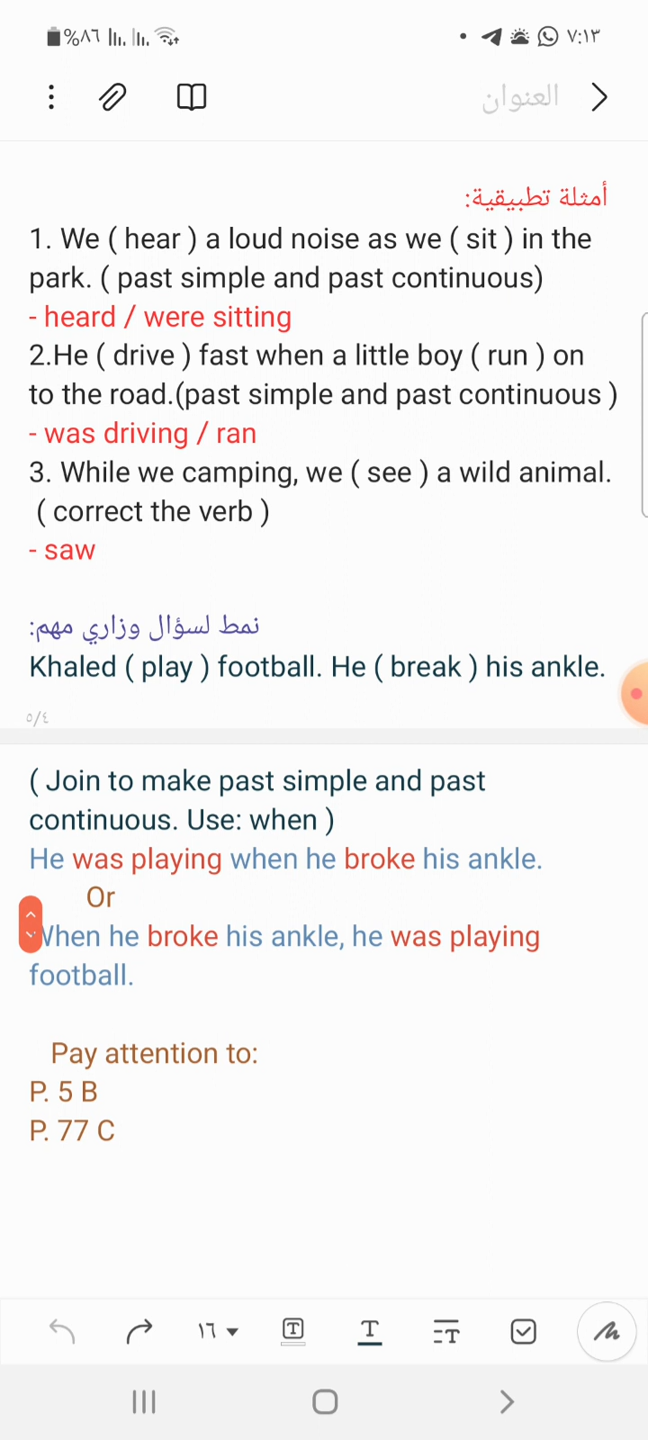 %٨٦
٧:١٣
العنوان
أمثلة تطبيقية:
1. We ( hear ) a loud noise as we ( sit ) in the
park. ( past simple and past continuous)
- heard / were sitting
2.He ( drive ) fast when a little boy ( run ) on
to the road.(past simple and past continuous )
- was driving / ran
3. While we camping, we ( see ) a wild animal.
( correct the verb )
- saw
نمط لسؤال وزاري مهم:
Khaled ( play ) football. He ( break ) his ankle.
٥/٤
( Join to make past simple and past
continuous. Use: when )
He was playing when he broke his ankle.
Or
When he broke his ankle, he was playing
football.
Pay attention to:
P. 5 B
P. 77 C
١٦